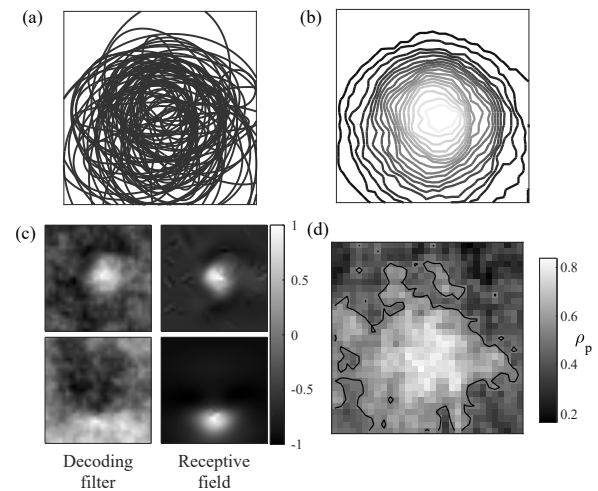 (a)
(b)
(c)
1
0.5
0
-0.5
-1
Decoding
filter
Receptive
field
(d)
0.8
0.6
0.4
0.2
ρp